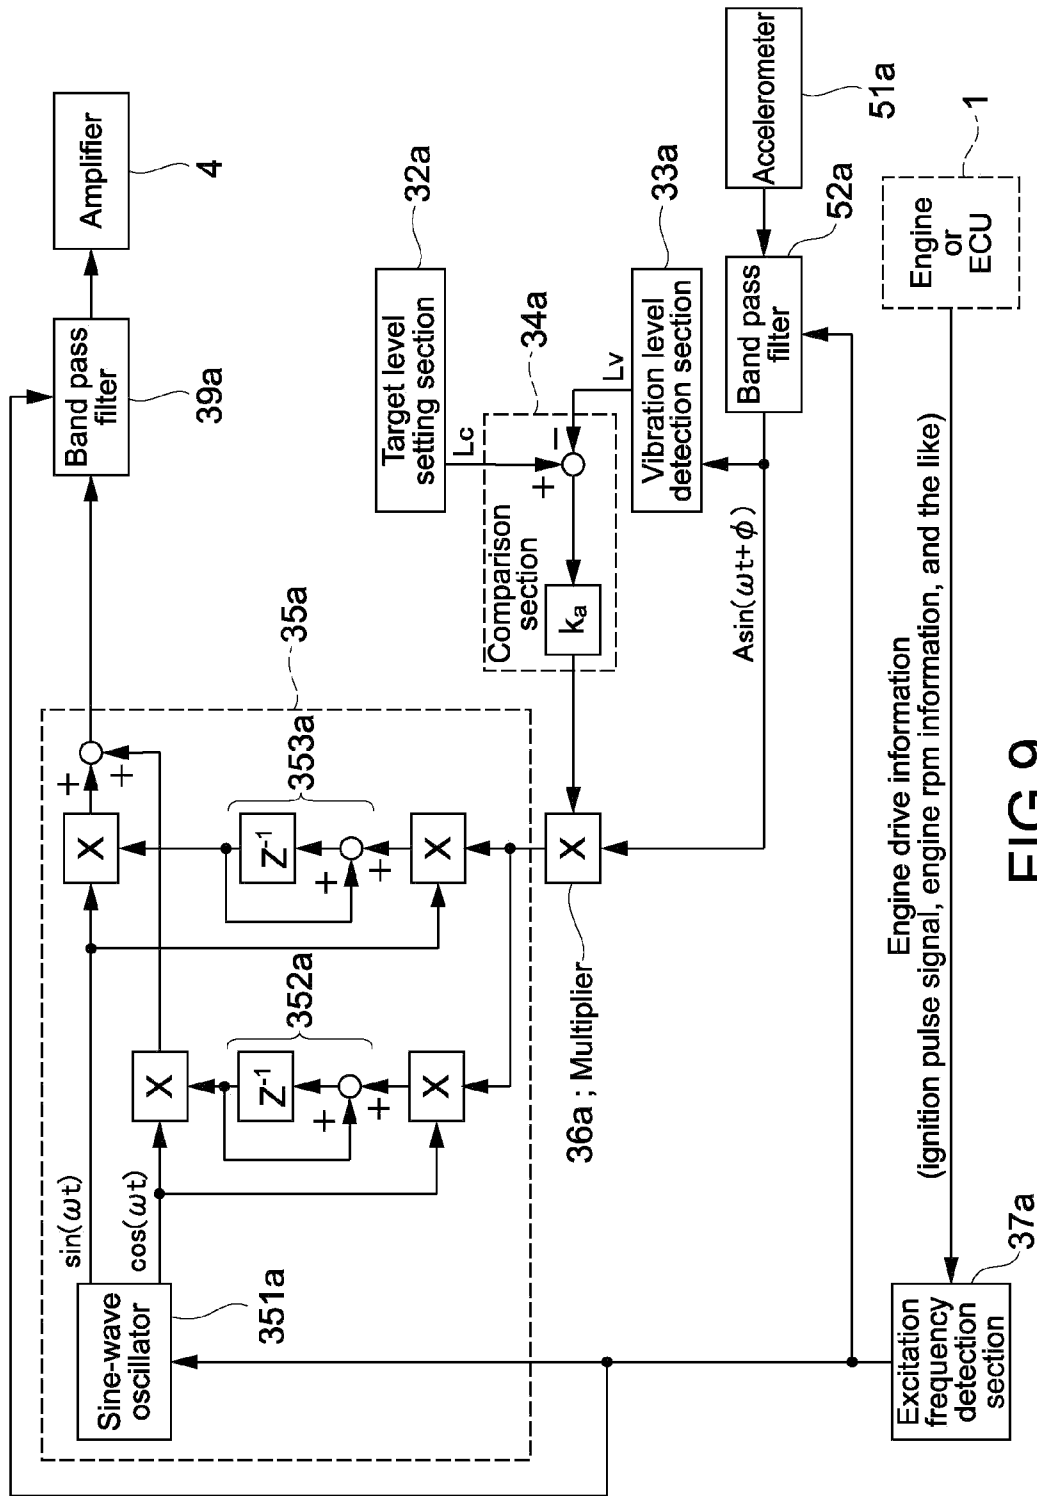 sin(ωt)
cos(ωt)
Sine-wave
oscillator
351a
X
X
Z⁻¹
+
+
X
352a
X
+
+
Z⁻¹
+
+
X
353a
35a
Band pass
filter
39a
Amplifier
4
Target level
setting section
32a
Lc
Comparison
section
34a
+
−
ka
Lv
Vibration level
detection section
33a
X
36a ; Multiplier
Asin(ωt+ϕ)
Band pass
filter
52a
Accelerometer
51a
Engine drive information
(ignition pulse signal, engine rpm information, and the like)
Engine
or
ECU
1
Excitation
frequency
detection
section
37a
FIG.9